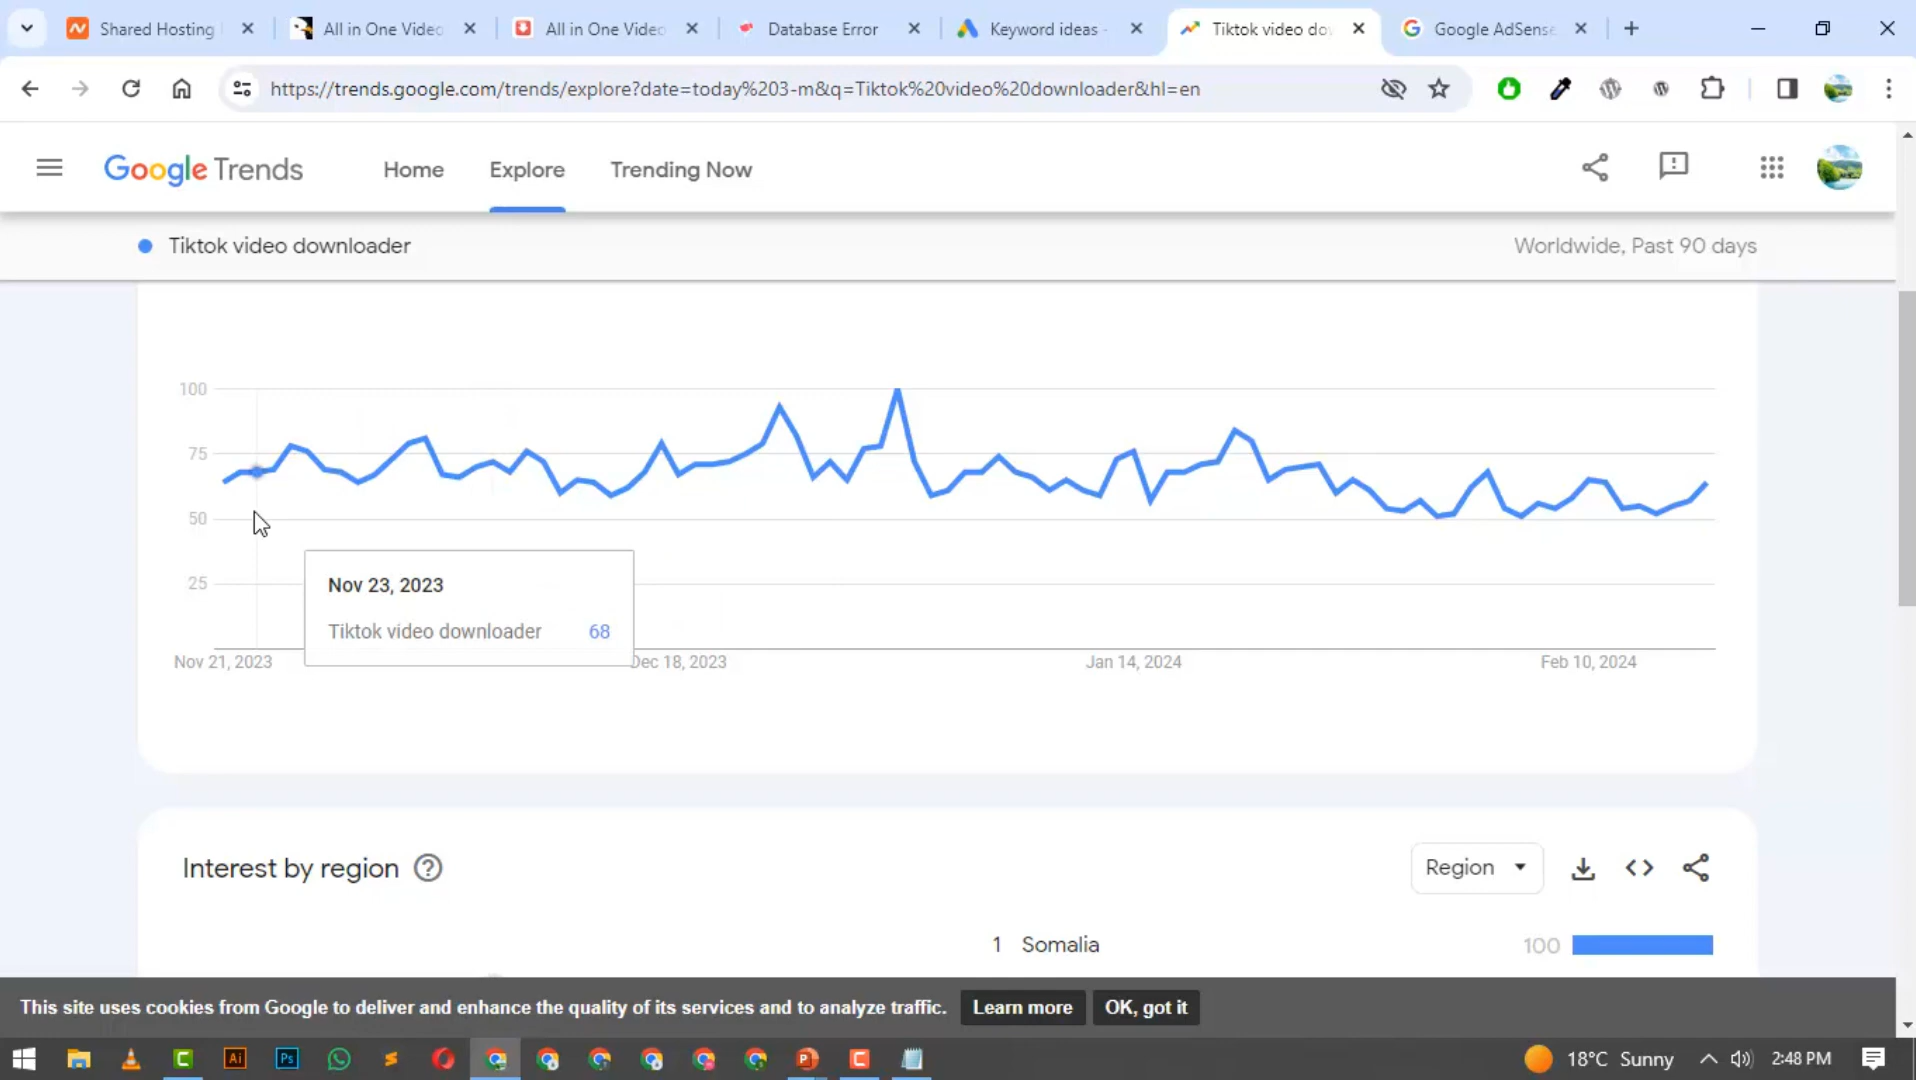 Shared Hosting
All in One Video
All in One Video
Database Error
Keyword ideas -
Tiktok video do
Google AdSense
https://trends.google.com/trends/explore?date=today%203-m&q=Tiktok%20video%20downloader&hl=en
Google Trends
Home
Explore
Trending Now
Tiktok video downloader
Worldwide, Past 90 days
100
75
50
25
Nov 23, 2023
Tiktok video downloader 68
Nov 21, 2023
Dec 18, 2023
Jan 14, 2024
Feb 10, 2024
Interest by region
Region
1 Somalia 100
This site uses cookies from Google to deliver and enhance the quality of its services and to analyze traffic.
Learn more
OK, got it
Ai
Ps
18°C Sunny
2:48 PM